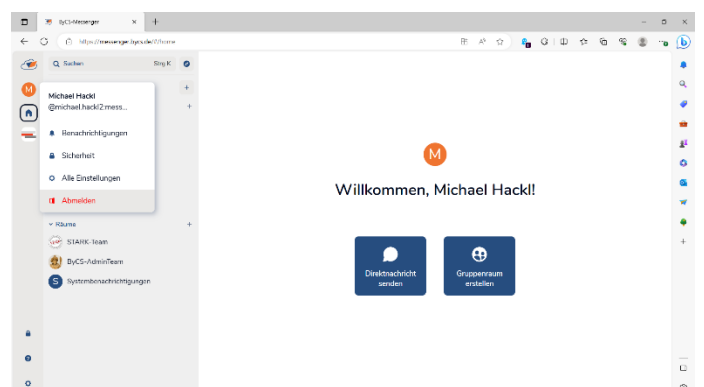 ByCS-Messenger
https://messenger.bycs.de/#/home
Suchen
Strg K
M
Michael Hackl
@michael.hackl2:mess...
Benachrichtigungen
Sicherheit
Alle Einstellungen
Abmelden
Räume
STARK-Team
ByCS-AdminTeam
S
Systembenachrichtigungen
M
Willkommen, Michael Hackl!
Direktnachricht
senden
Gruppenraum
erstellen